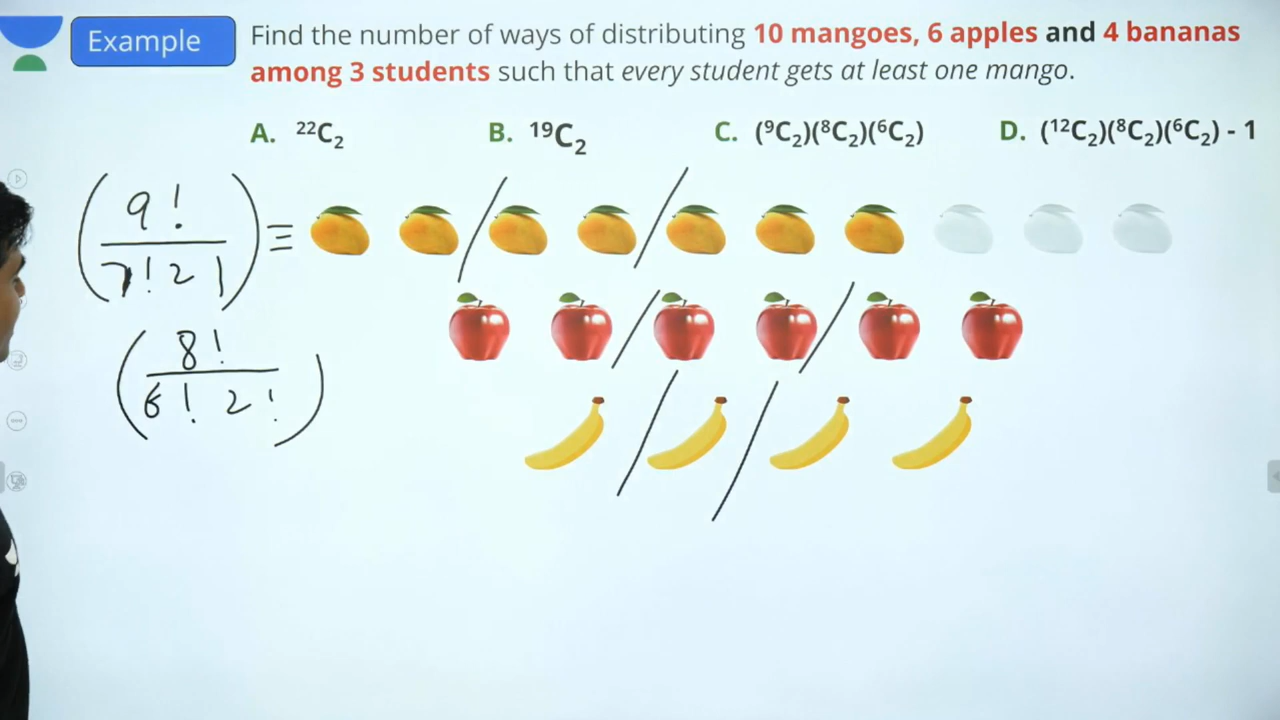 Example
Find the number of ways of distributing 10 mangoes, 6 apples and 4 bananas
among 3 students such that every student gets at least one mango.
A. ²²C₂ B. ¹⁹C₂ C. (⁹C₂)(⁸C₂)(⁶C₂) D. (¹²C₂)(⁸C₂)(⁶C₂) - 1
(9!
7! 2!) ≡
(8!
6! 2!)